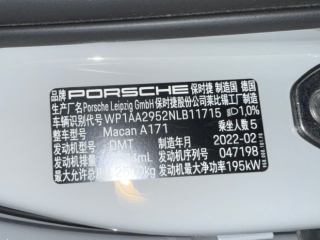 品牌 PORSCHE 保时捷 制造国 德国
生产厂名 Porsche Leipzig GmbH 保时捷股份公司莱比锡工厂制造
车辆识别代号 WP1AA2952NLB11715 1,0%
整车型号 Macan A171 乘坐人数 5
发动机型号 DMT 制造年月 2022-02
发动机 mL 发动机序列号 047198
最大允许总 kg 发动机最大净功率 195kW